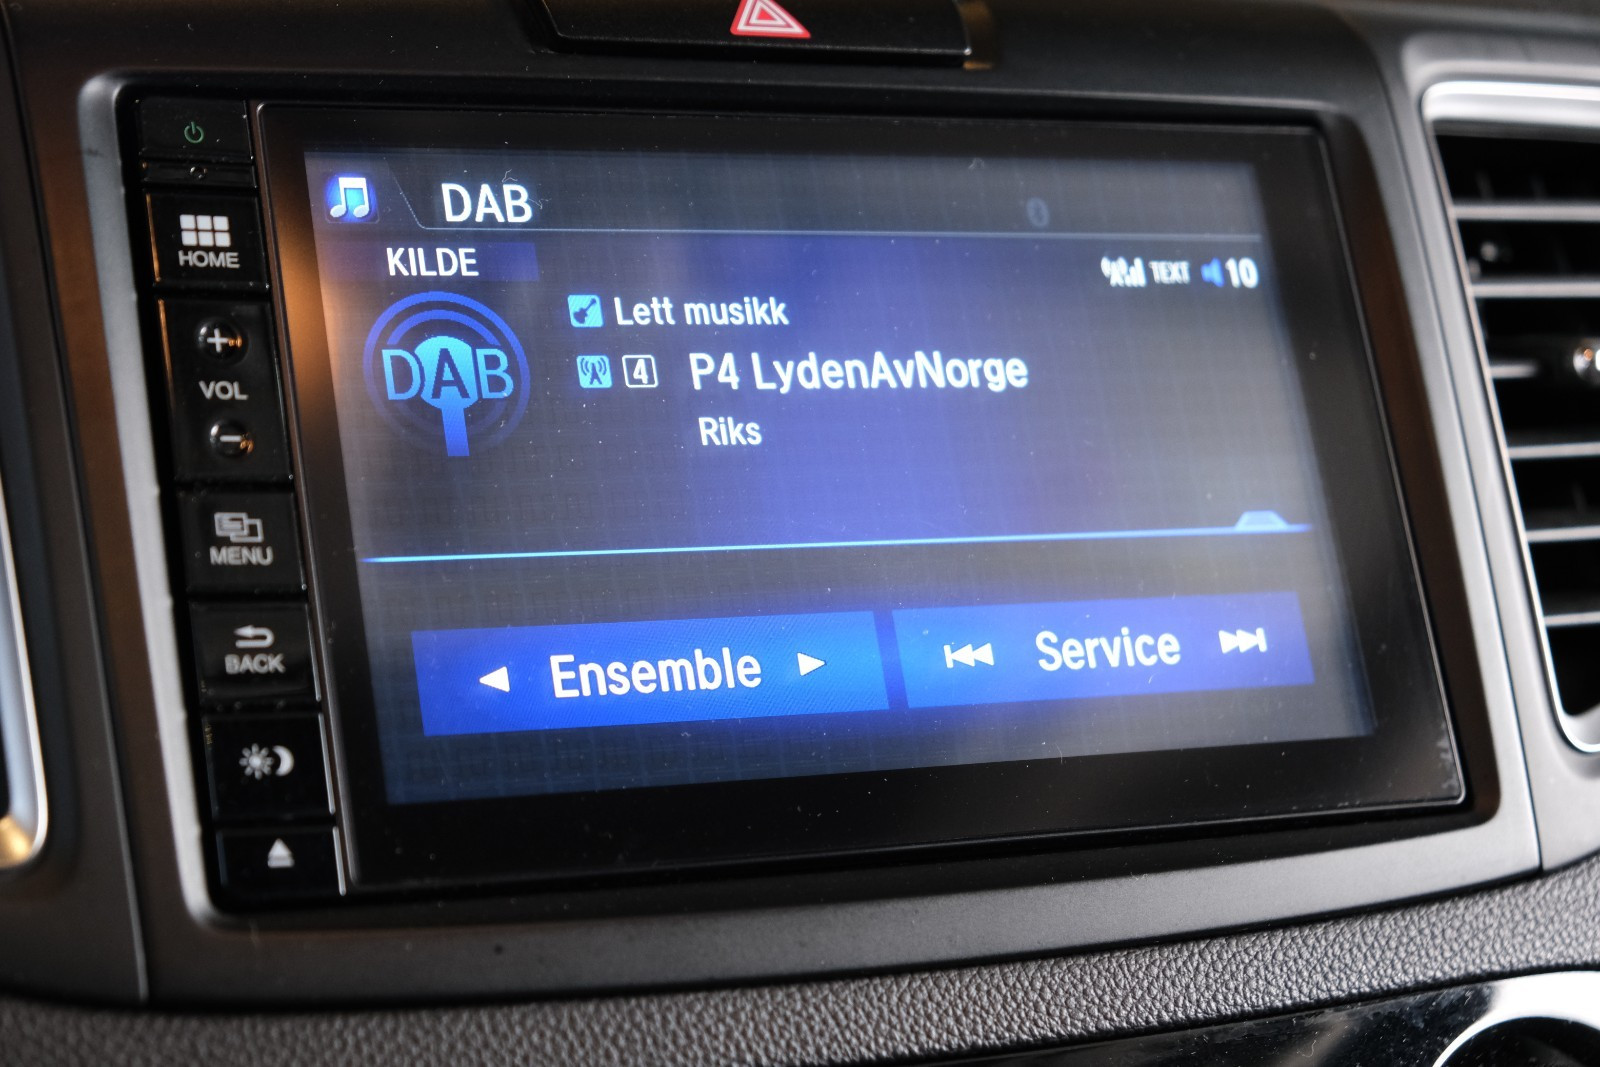 DAB
HOME
KILDE
TEXT 10
Lett musikk
DAB
4 P4 LydenAvNorge
VOL
Riks
MENU
Ensemble
Service
BACK